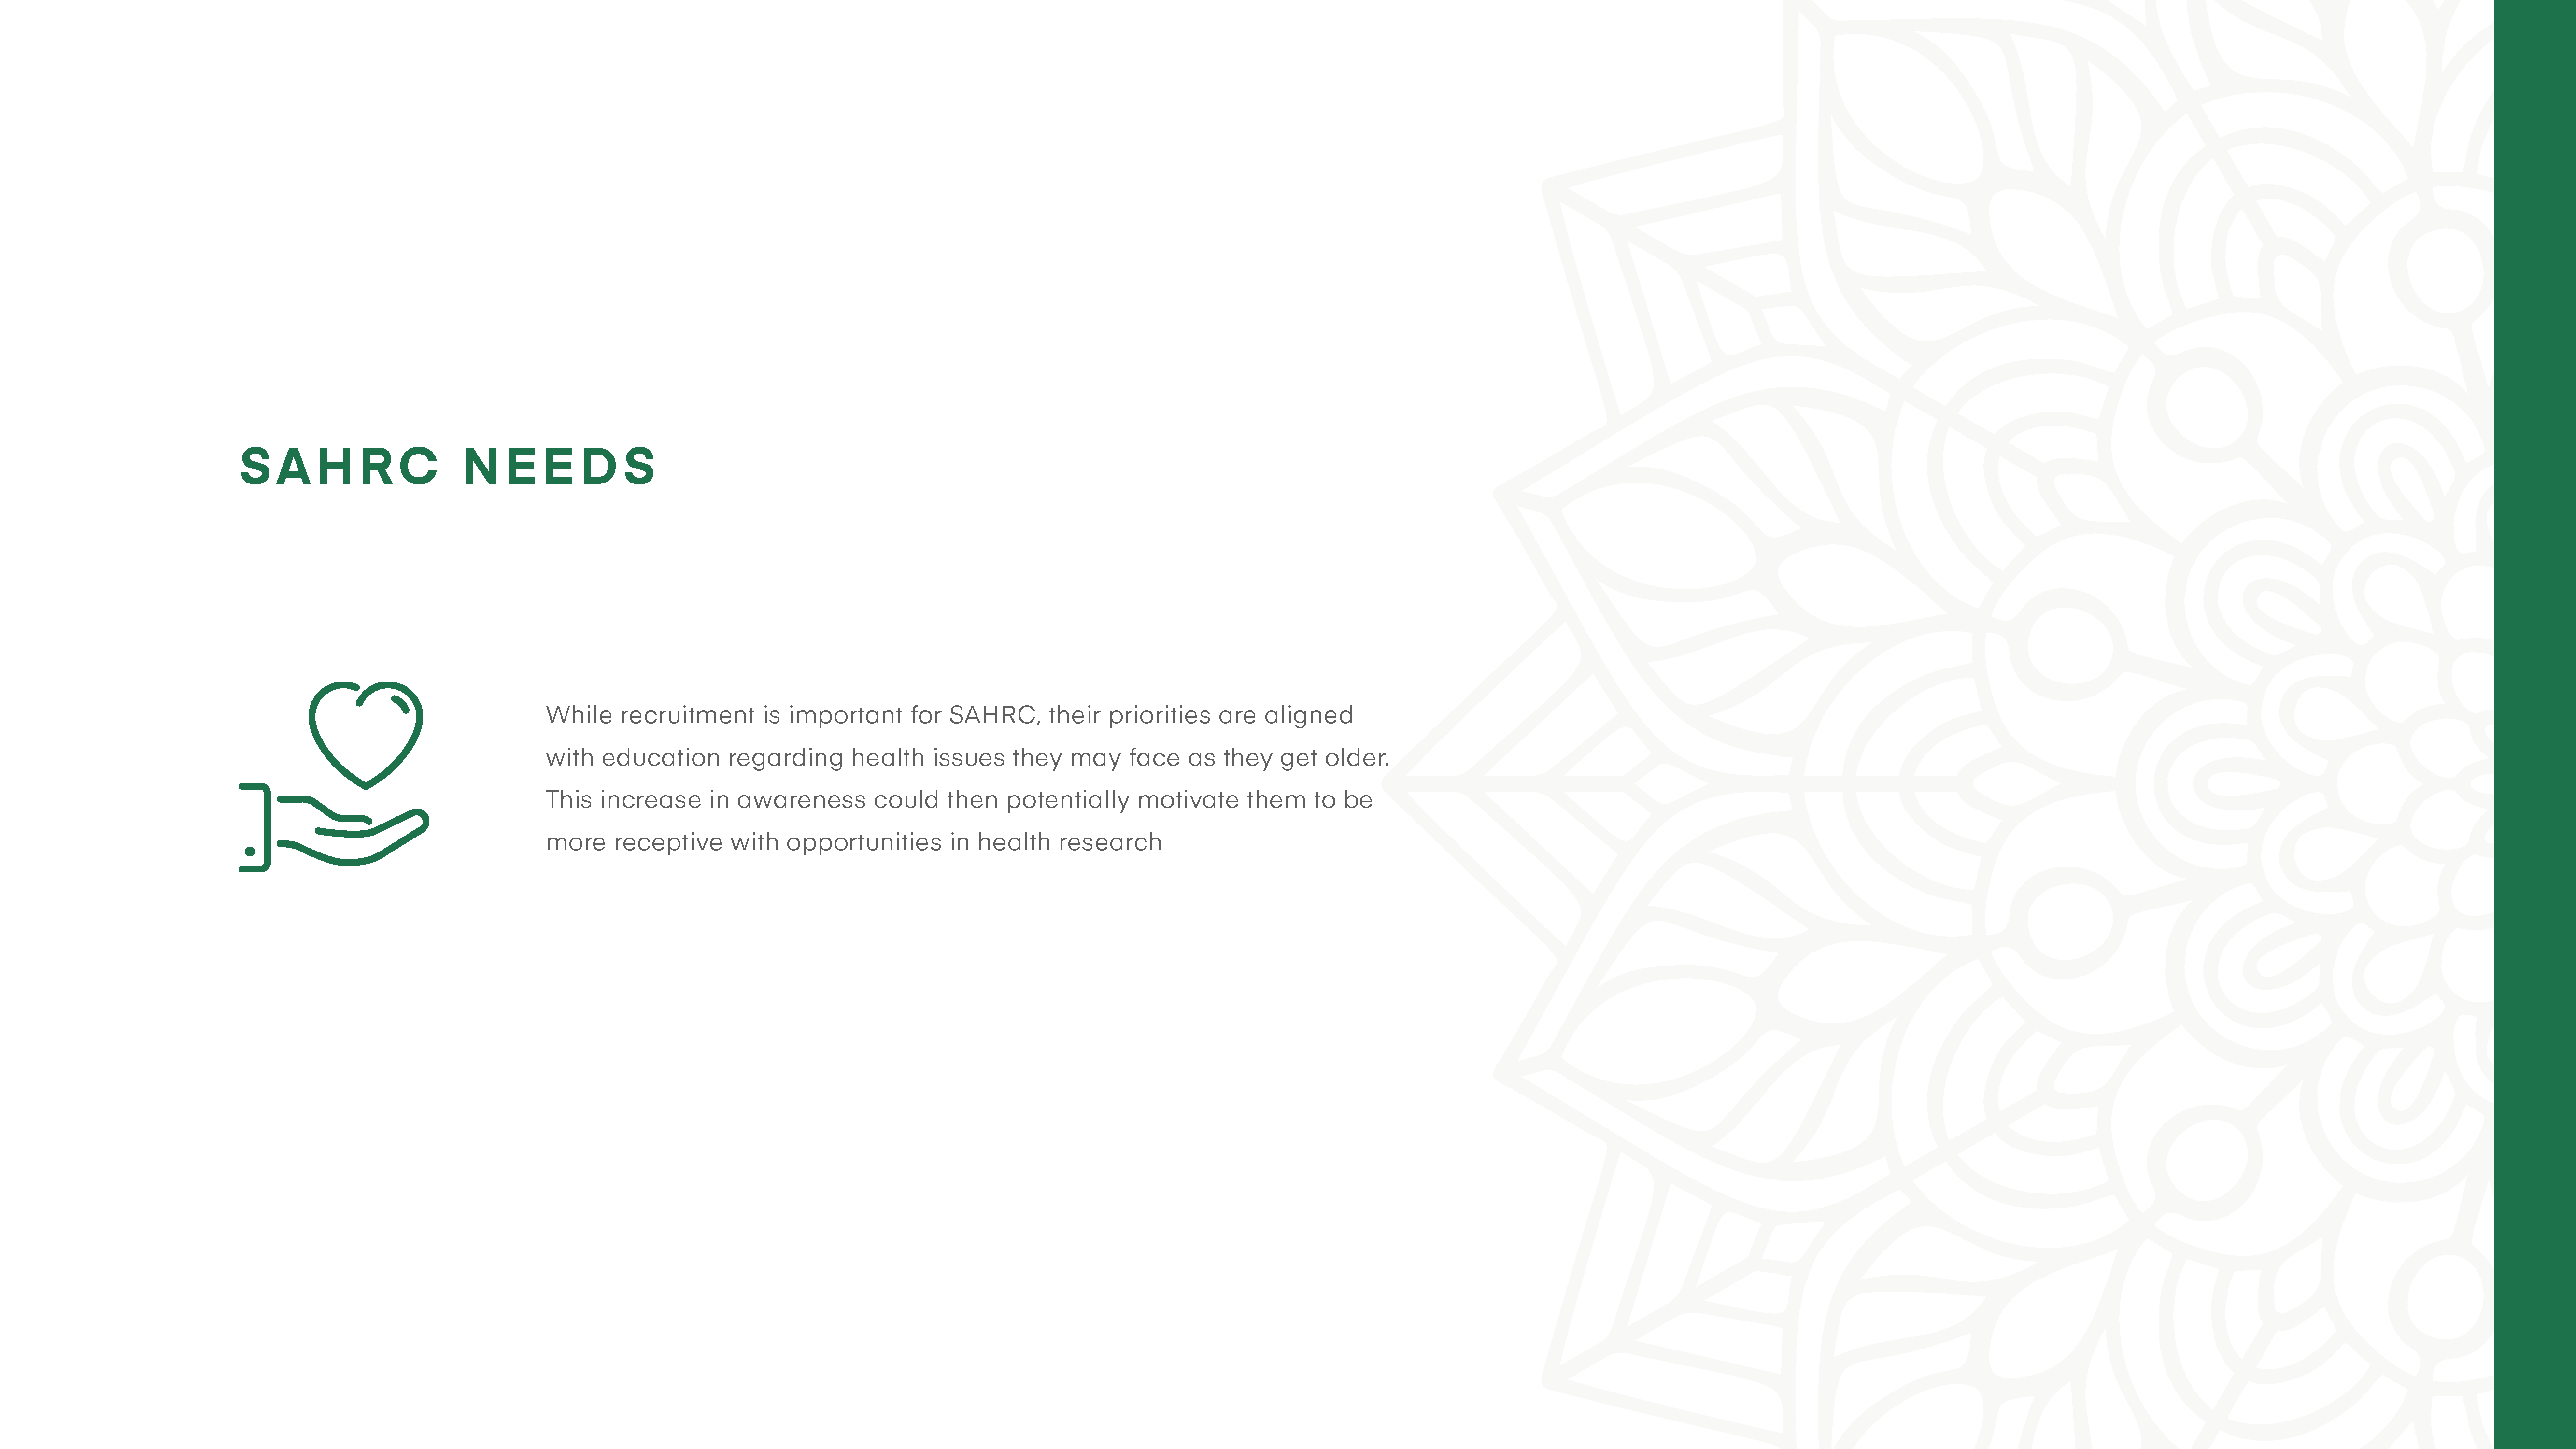 SAHRC NEEDS
While recruitment is important for SAHRC, their priorities are aligned
with education regarding health issues they may face as they get older.
This increase in awareness could then potentially motivate them to be
more receptive with opportunities in health research